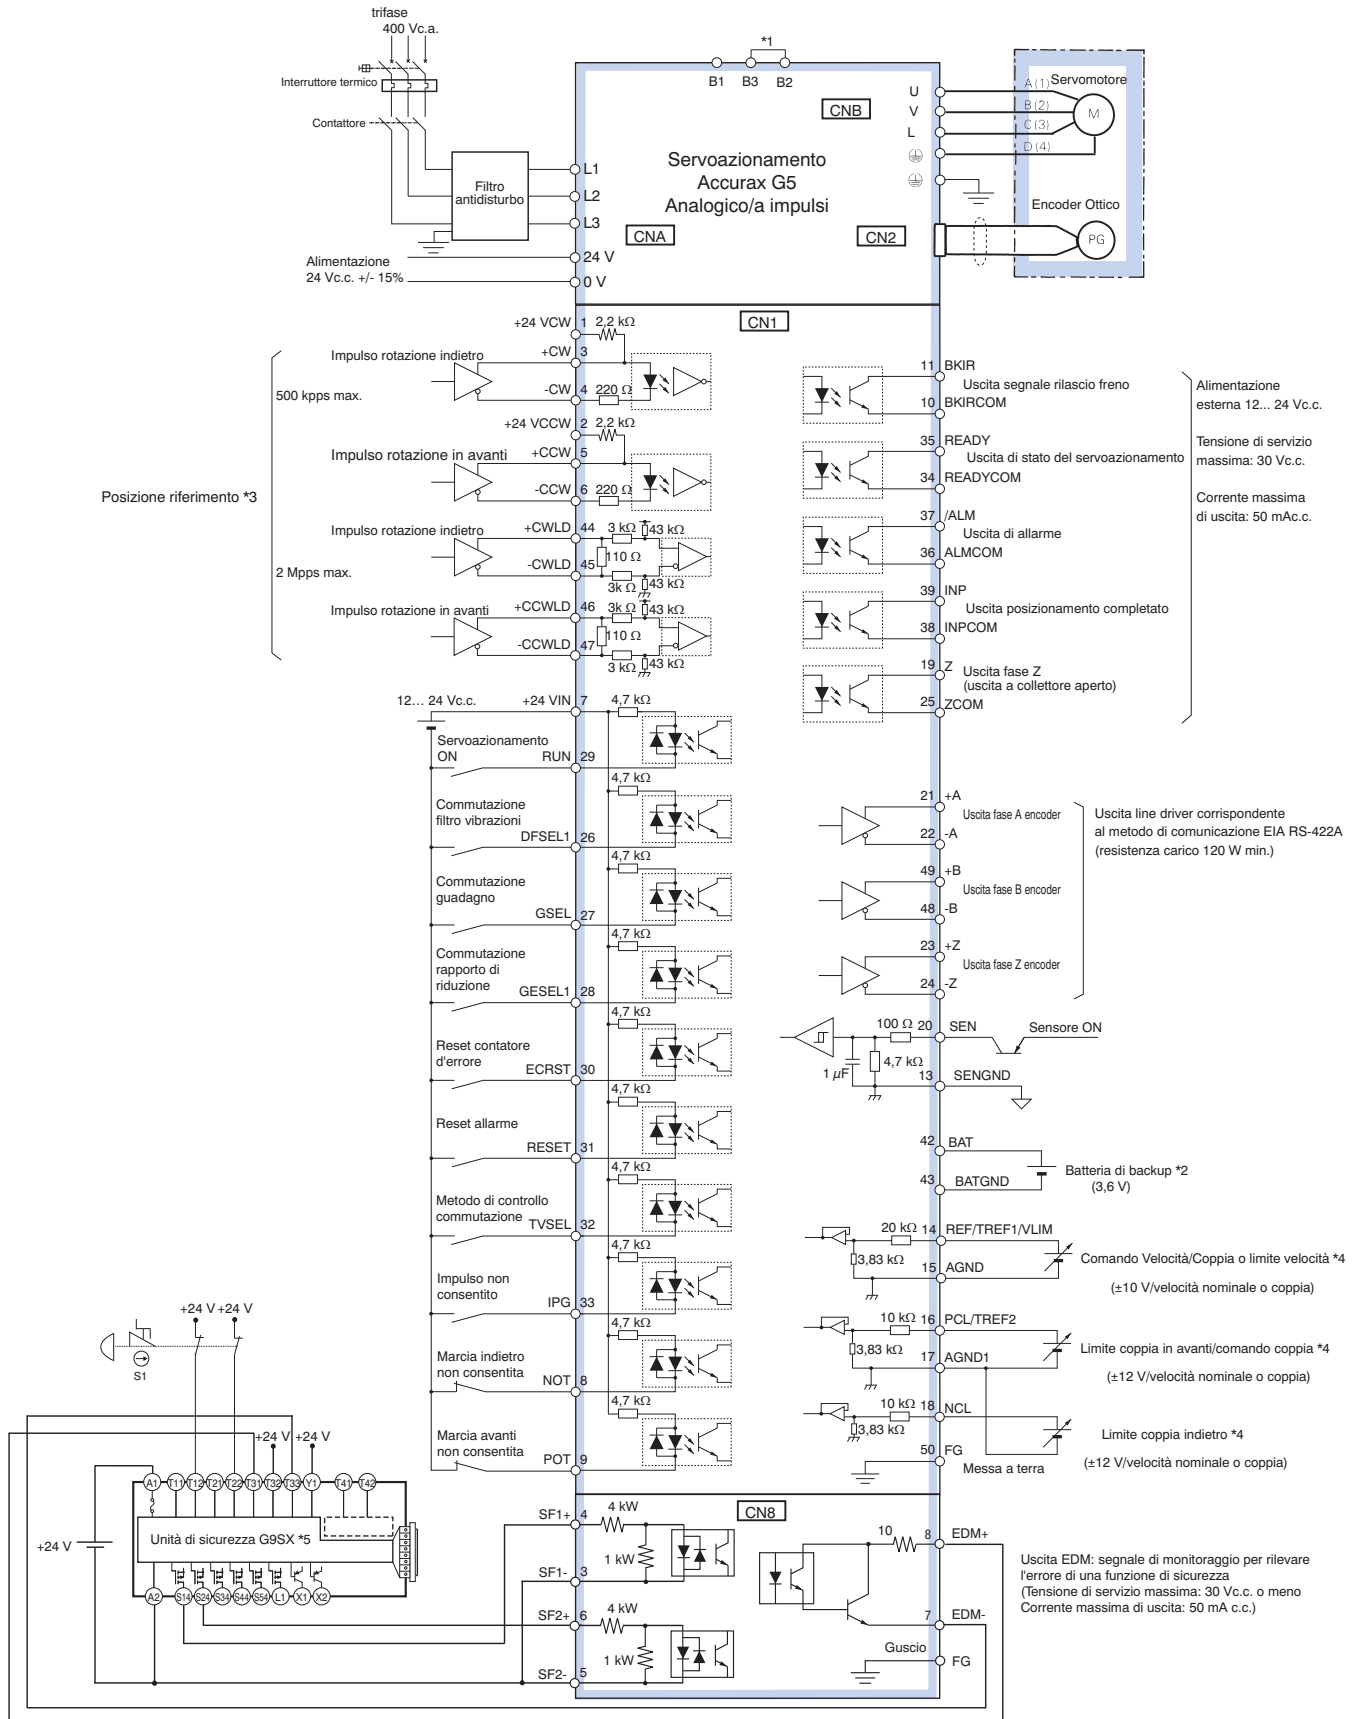 trifase
400 Vc.a.
Interruttore termico
Contattore
Filtro
antidisturbo
L1
L2
L3
Alimentazione
24 Vc.c. +/- 15%
24 V
0 V
*1
B1 B3 B2
CNB
Servoazionamento
Accurax G5
Analogico/a impulsi
CNA
CN2
U
V
L
A (1)
B (2)
C (3)
D (4)
Servomotore
M
Encoder Ottico
PG
CN1
Posizione riferimento *3
500 kpps max.
2 Mpps max.
+24 VCW 1 2,2 kΩ
Impulso rotazione indietro
+CW 3
-CW 4 220 Ω
+24 VCCW 2 2,2 kΩ
Impulso rotazione in avanti
+CCW 5
-CCW 6 220 Ω
Impulso rotazione indietro
+CWLD 44 3 kΩ 43 kΩ
110 Ω
-CWLD 45
3k Ω 43 kΩ
Impulso rotazione in avanti
+CCWLD 46 3k Ω 43 kΩ
110 Ω
-CCWLD 47
3 kΩ 43 kΩ
12... 24 Vc.c.
+24 VIN 7 4,7 kΩ
Servoazionamento
ON
RUN 29
4,7 kΩ
Commutazione
filtro vibrazioni
DFSEL1 26
4,7 kΩ
Commutazione
guadagno
GSEL 27
4,7 kΩ
Commutazione
rapporto di
riduzione
GESEL1 28
4,7 kΩ
Reset contatore
d'errore
ECRST 30
4,7 kΩ
Reset allarme
RESET 31
4,7 kΩ
Metodo di controllo
commutazione
TVSEL 32
4,7 kΩ
Impulso non
consentito
IPG 33
4,7 kΩ
Marcia indietro
non consentita
NOT 8
4,7 kΩ
Marcia avanti
non consentita
POT 9
11 BKIR
Uscita segnale rilascio freno
10 BKIRCOM
35 READY
Uscita di stato del servoazionamento
34 READYCOM
37 /ALM
Uscita di allarme
36 ALMCOM
39 INP
Uscita posizionamento completato
38 INPCOM
19 Z
Uscita fase Z
(uscita a collettore aperto)
25 ZCOM
Alimentazione
esterna 12... 24 Vc.c.
Tensione di servizio
massima: 30 Vc.c.
Corrente massima
di uscita: 50 mAc.c.
21 +A
Uscita fase A encoder
22 -A
49 +B
Uscita fase B encoder
48 -B
23 +Z
Uscita fase Z encoder
24 -Z
Uscita line driver corrispondente
al metodo di comunicazione EIA RS-422A
(resistenza carico 120 W min.)
100 Ω 20 SEN
Sensore ON
4,7 kΩ
1 µF
13 SENGND
42 BAT
Batteria di backup *2
(3,6 V)
43 BATGND
20 kΩ 14 REF/TREF1/VLIM
3,83 kΩ
15 AGND
Comando Velocità/Coppia o limite velocità *4
(±10 V/velocità nominale o coppia)
10 kΩ 16 PCL/TREF2
3,83 kΩ
17 AGND1
Limite coppia in avanti/comando coppia *4
(±12 V/velocità nominale o coppia)
10 kΩ 18 NCL
3,83 kΩ
Limite coppia indietro *4
(±12 V/velocità nominale o coppia)
50 FG
Messa a terra
+24 V +24 V
S1
+24 V +24 V
A1 T11 T12 T21 T22 T31 T32 T33 Y1 T41 T42
Unità di sicurezza G9SX *5
+24 V
A2 S14 S24 S34 S44 S54 L1 X1 X2
CN8
SF1+ 4 4 kW
1 kW
SF1- 3
SF2+ 6 4 kW
1 kW
SF2- 5
10 8 EDM+
7 EDM-
Guscio
FG
Uscita EDM: segnale di monitoraggio per rilevare
l'errore di una funzione di sicurezza
(Tensione di servizio massima: 30 Vc.c. o meno
Corrente massima di uscita: 50 mA c.c.)